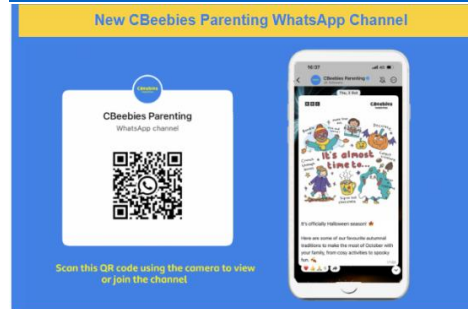 New CBeebies Parenting WhatsApp Channel
CBeebies Parenting
WhatsApp channel
Scan this QR code using the camera to view
or join the channel
CBeebies Parenting
BBC
CBeebies
It's almost
time to...
It's officially Halloween season!
Here are some of our favourite autumnal
traditions to make the most of October with
your family, from cosy activities to spooky
fun.